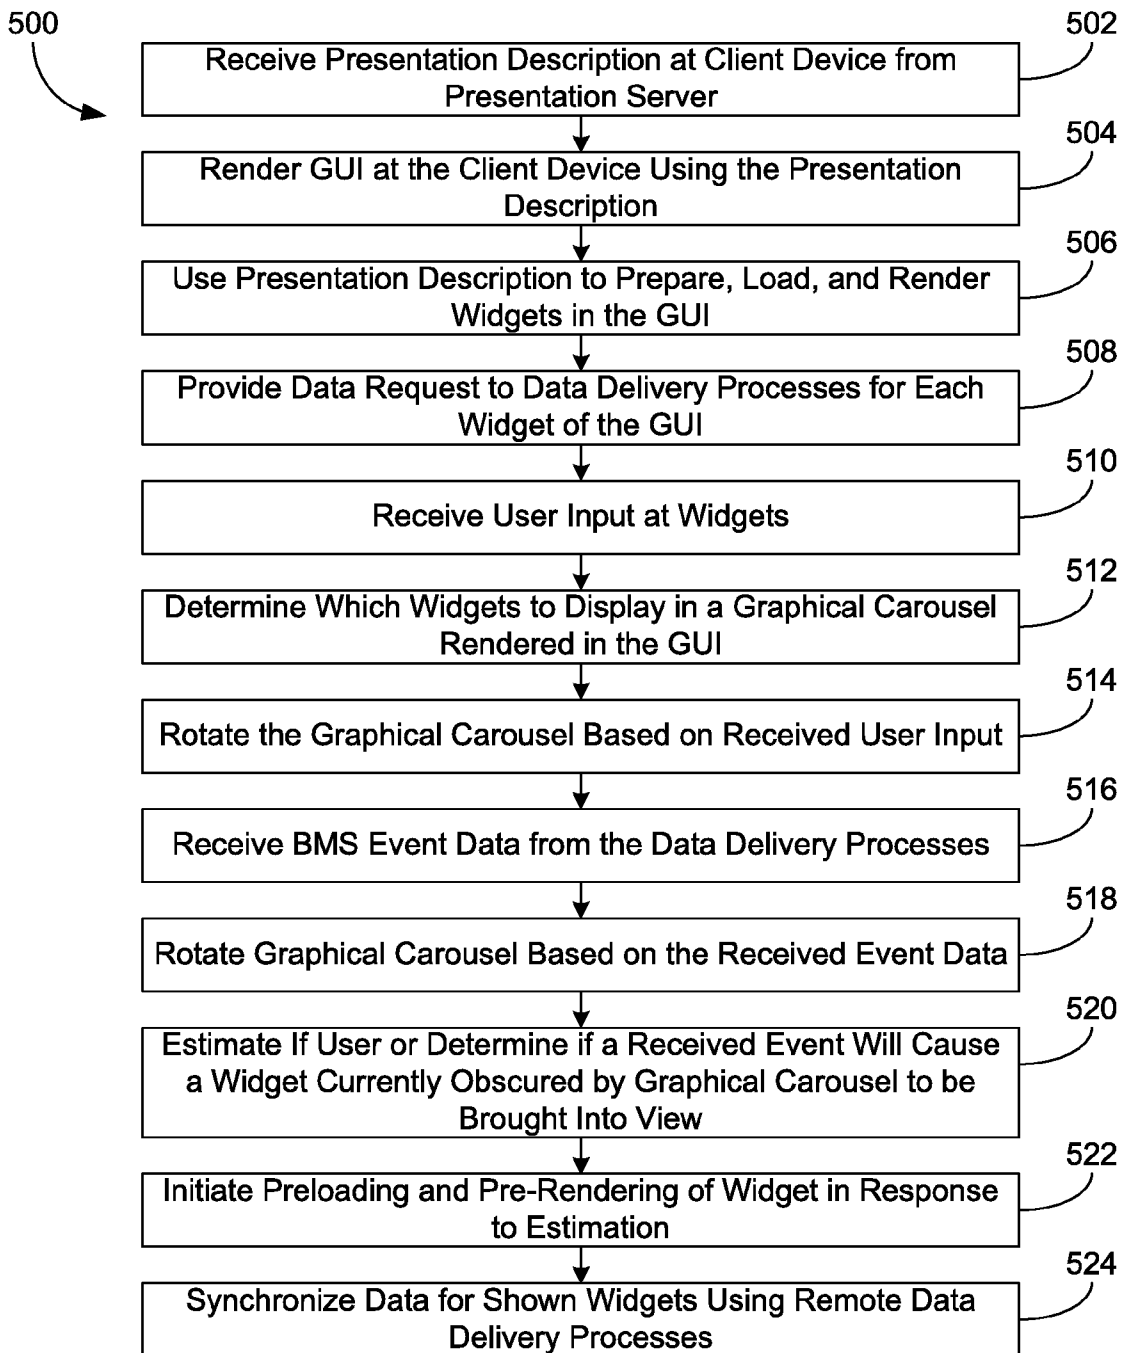 500
502
Receive Presentation Description at Client Device from
Presentation Server
504
Render GUI at the Client Device Using the Presentation
Description
506
Use Presentation Description to Prepare, Load, and Render
Widgets in the GUI
508
Provide Data Request to Data Delivery Processes for Each
Widget of the GUI
510
Receive User Input at Widgets
512
Determine Which Widgets to Display in a Graphical Carousel
Rendered in the GUI
514
Rotate the Graphical Carousel Based on Received User Input
516
Receive BMS Event Data from the Data Delivery Processes
518
Rotate Graphical Carousel Based on the Received Event Data
520
Estimate If User or Determine if a Received Event Will Cause
a Widget Currently Obscured by Graphical Carousel to be
Brought Into View
522
Initiate Preloading and Pre-Rendering of Widget in Response
to Estimation
524
Synchronize Data for Shown Widgets Using Remote Data
Delivery Processes